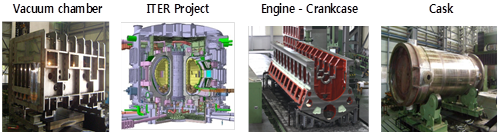 Vacuum chamber
ITER Project
Engine - Crankcase
Cask